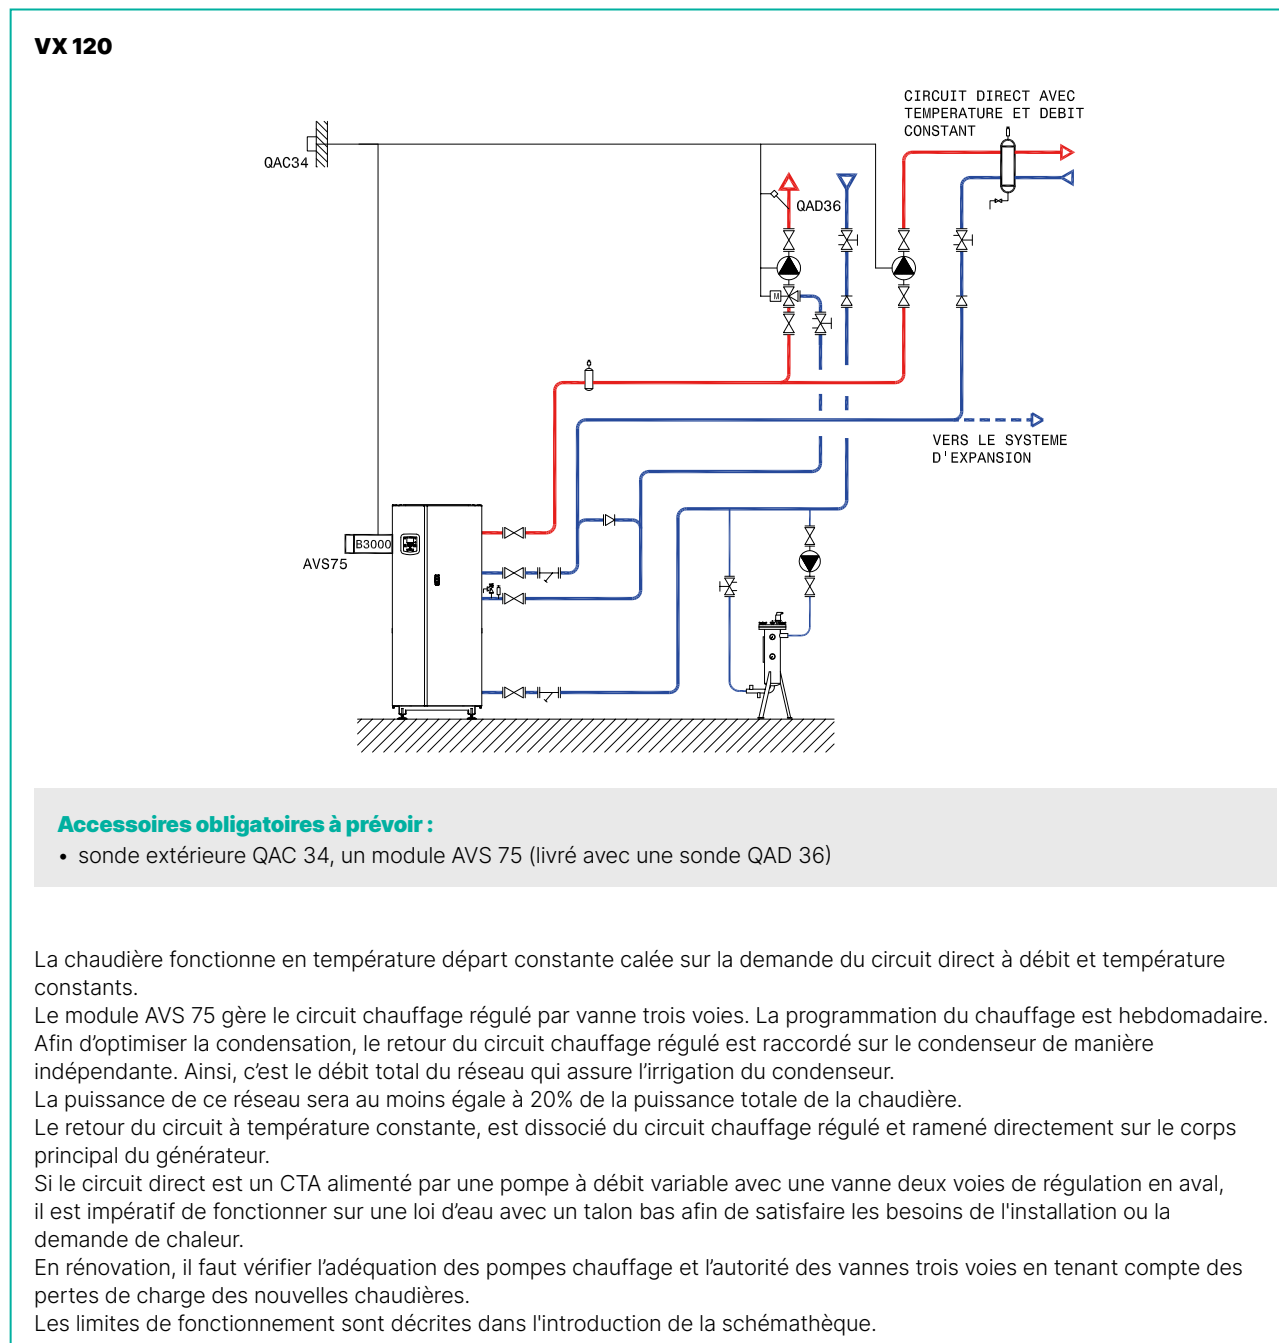 VX 120
CIRCUIT DIRECT AVEC
TEMPERATURE ET DEBIT
CONSTANT
QAC34
QAD36
M
VERS LE SYSTEME
D'EXPANSION
B3000
AVS75
Accessoires obligatoires à prévoir :
• sonde extérieure QAC 34, un module AVS 75 (livré avec une sonde QAD 36)
La chaudière fonctionne en température départ constante calée sur la demande du circuit direct à débit et température
constants.
Le module AVS 75 gère le circuit chauffage régulé par vanne trois voies. La programmation du chauffage est hebdomadaire.
Afin d’optimiser la condensation, le retour du circuit chauffage régulé est raccordé sur le condenseur de manière
indépendante. Ainsi, c’est le débit total du réseau qui assure l’irrigation du condenseur.
La puissance de ce réseau sera au moins égale à 20% de la puissance totale de la chaudière.
Le retour du circuit à température constante, est dissocié du circuit chauffage régulé et ramené directement sur le corps
principal du générateur.
Si le circuit direct est un CTA alimenté par une pompe à débit variable avec une vanne deux voies de régulation en aval,
il est impératif de fonctionner sur une loi d’eau avec un talon bas afin de satisfaire les besoins de l'installation ou la
demande de chaleur.
En rénovation, il faut vérifier l’adéquation des pompes chauffage et l’autorité des vannes trois voies en tenant compte des
pertes de charge des nouvelles chaudières.
Les limites de fonctionnement sont décrites dans l'introduction de la schémathèque.